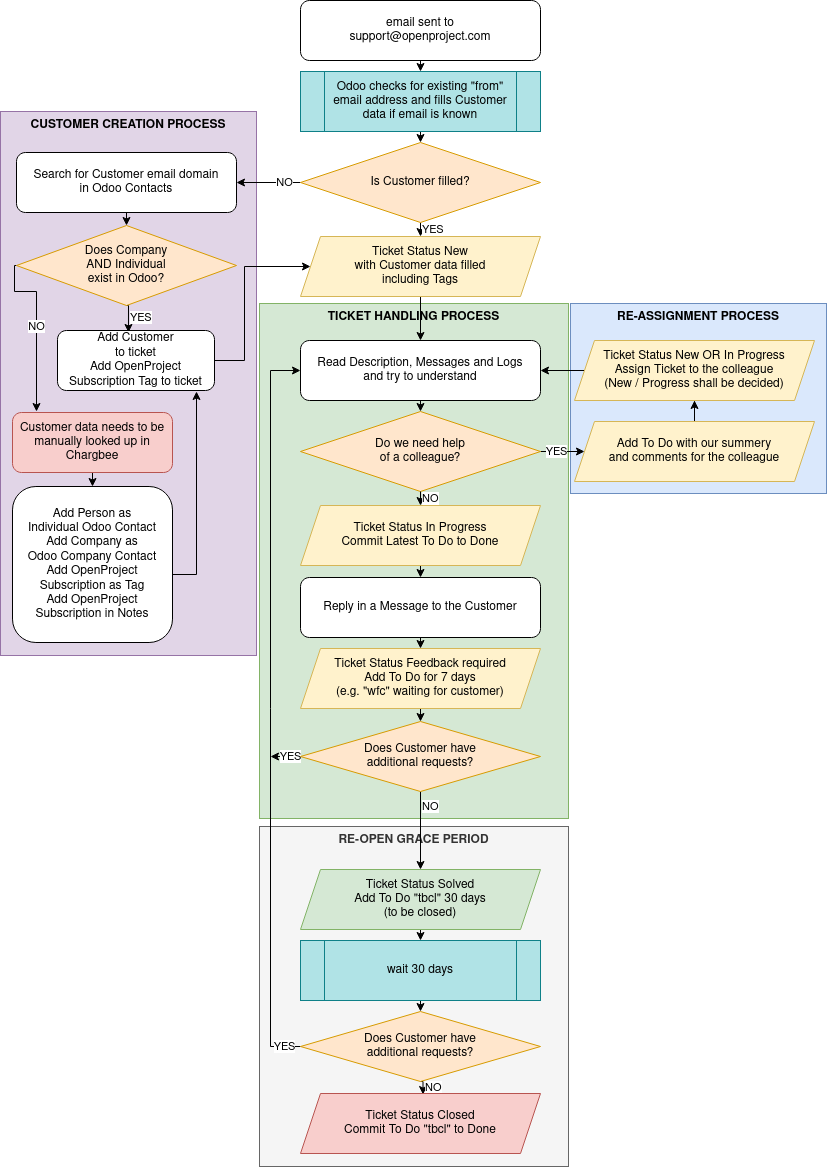 email sent to
support@openproject.com
Odoo checks for existing "from"
email address and fills Customer
data if email is known
Is Customer filled?
NO
YES
CUSTOMER CREATION PROCESS
Search for Customer email domain
in Odoo Contacts
Does Company
AND Individual
exist in Odoo?
YES
NO
Add Customer
to ticket
Add OpenProject
Subscription Tag to ticket
Customer data needs to be
manually looked up in
Chargbee
Add Person as
Individual Odoo Contact
Add Company as
Odoo Company Contact
Add OpenProject
Subscription as Tag
Add OpenProject
Subscription in Notes
Ticket Status New
with Customer data filled
including Tags
TICKET HANDLING PROCESS
Read Description, Messages and Logs
and try to understand
Do we need help
of a colleague?
YES
NO
RE-ASSIGNMENT PROCESS
Ticket Status New OR In Progress
Assign Ticket to the colleague
(New / Progress shall be decided)
Add To Do with our summery
and comments for the colleague
Ticket Status In Progress
Commit Latest To Do to Done
Reply in a Message to the Customer
Ticket Status Feedback required
Add To Do for 7 days
(e.g. "wfc" waiting for customer)
Does Customer have
additional requests?
YES
NO
RE-OPEN GRACE PERIOD
Ticket Status Solved
Add To Do "tbcl" 30 days
(to be closed)
wait 30 days
Does Customer have
additional requests?
YES
NO
Ticket Status Closed
Commit To Do "tbcl" to Done